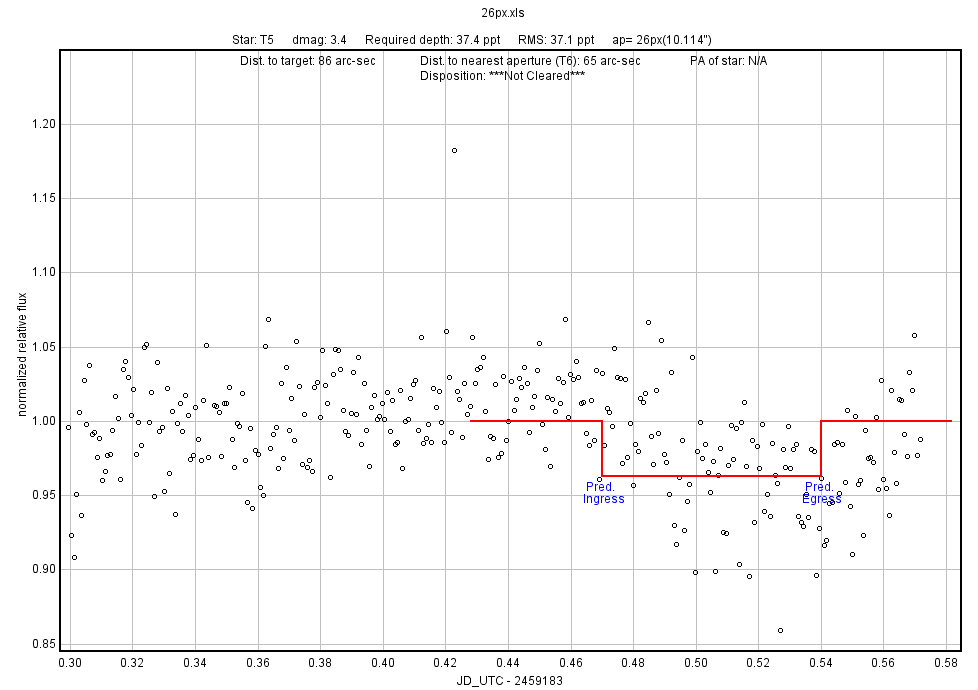 26px.xls
Star: T5 dmag: 3.4 Required depth: 37.4 ppt RMS: 37.1 ppt ap= 26px(10.114")
Dist. to target: 86 arc-sec Dist. to nearest aperture (T6): 65 arc-sec PA of star: N/A
Disposition: ***Not Cleared***
1.20
1.15
1.10
1.05
1.00
0.95
0.90
0.85
normalized relative flux
Pred.
Ingress
Pred.
Egress
0.30 0.32 0.34 0.36 0.38 0.40 0.42 0.44 0.46 0.48 0.50 0.52 0.54 0.56 0.58
JD_UTC - 2459183